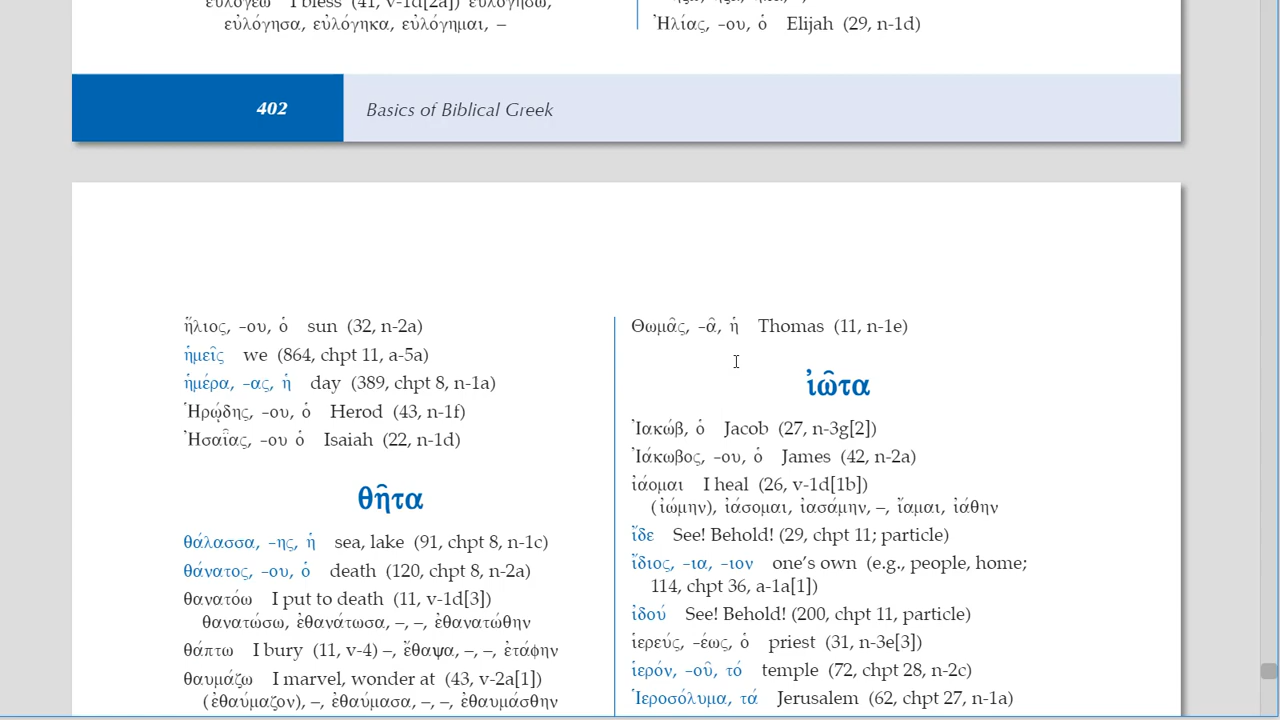 εὐλογέω I bless (41, v-1d[2a]) εὐλογήσω,
εὐλόγησα, εὐλόγηκα, εὐλόγημαι, –
Ἠλίας, -ου, ὁ Elijah (29, n-1d)
402 Basics of Biblical Greek
ἥλιος, -ου, ὁ sun (32, n-2a)
ἡμεῖς we (864, chpt 11, a-5a)
ἡμέρα, -ας, ἡ day (389, chpt 8, n-1a)
Ἡρῴδης, -ου, ὁ Herod (43, n-1f)
Ἠσαΐας, -ου ὁ Isaiah (22, n-1d)
θῆτα
θάλασσα, -ης, ἡ sea, lake (91, chpt 8, n-1c)
θάνατος, -ου, ὁ death (120, chpt 8, n-2a)
θανατόω I put to death (11, v-1d[3])
θανατώσω, ἐθανάτωσα, –, –, ἐθανατώθην
θάπτω I bury (11, v-4) –, ἔθαψα, –, –, ἐτάφην
θαυμάζω I marvel, wonder at (43, v-2a[1])
(ἐθαύμαζον), –, ἐθαύμασα, –, –, ἐθαυμάσθην
Θωμᾶς, -ᾶ, ἡ Thomas (11, n-1e)
ἰῶτα
Ἰακώβ, ὁ Jacob (27, n-3g[2])
Ἰάκωβος, -ου, ὁ James (42, n-2a)
ἰάομαι I heal (26, v-1d[1b])
(ἰώμην), ἰάσομαι, ἰασάμην, –, ἴαμαι, ἰάθην
ἴδε See! Behold! (29, chpt 11; particle)
ἴδιος, -ια, -ιον one’s own (e.g., people, home;
114, chpt 36, a-1a[1])
ἰδού See! Behold! (200, chpt 11, particle)
ἱερεύς, -έως, ὁ priest (31, n-3e[3])
ἱερόν, -οῦ, τό temple (72, chpt 28, n-2c)
Ἱεροσόλυμα, τά Jerusalem (62, chpt 27, n-1a)